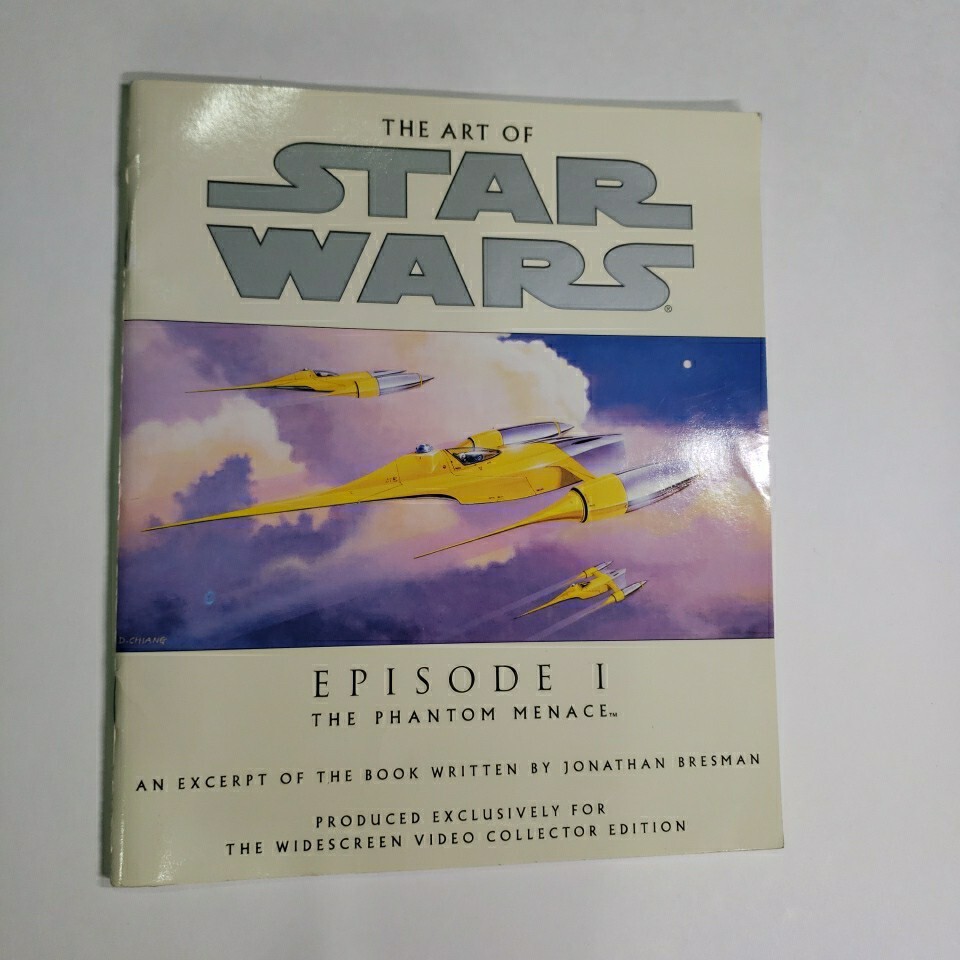 THE ART OF
STAR
WARS®
D.CHIANG
EPISODE I
THE PHANTOM MENACE™
AN EXCERPT OF THE BOOK WRITTEN BY JONATHAN BRESMAN
PRODUCED EXCLUSIVELY FOR
THE WIDESCREEN VIDEO COLLECTOR EDITION